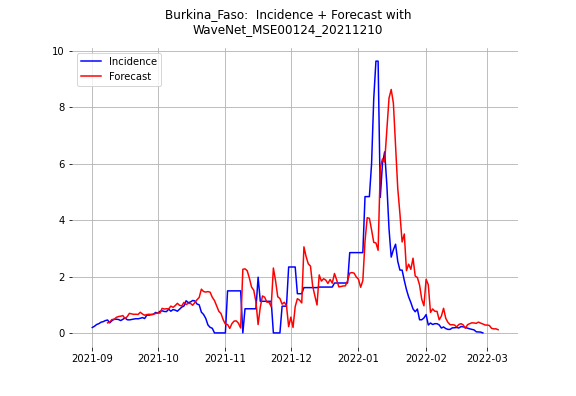 Burkina_Faso:  Incidence + Forecast with
WaveNet_MSE00124_20211210
Incidence
Forecast
10
8
6
4
2
0
2021-09 2021-10 2021-11 2021-12 2022-01 2022-02 2022-03